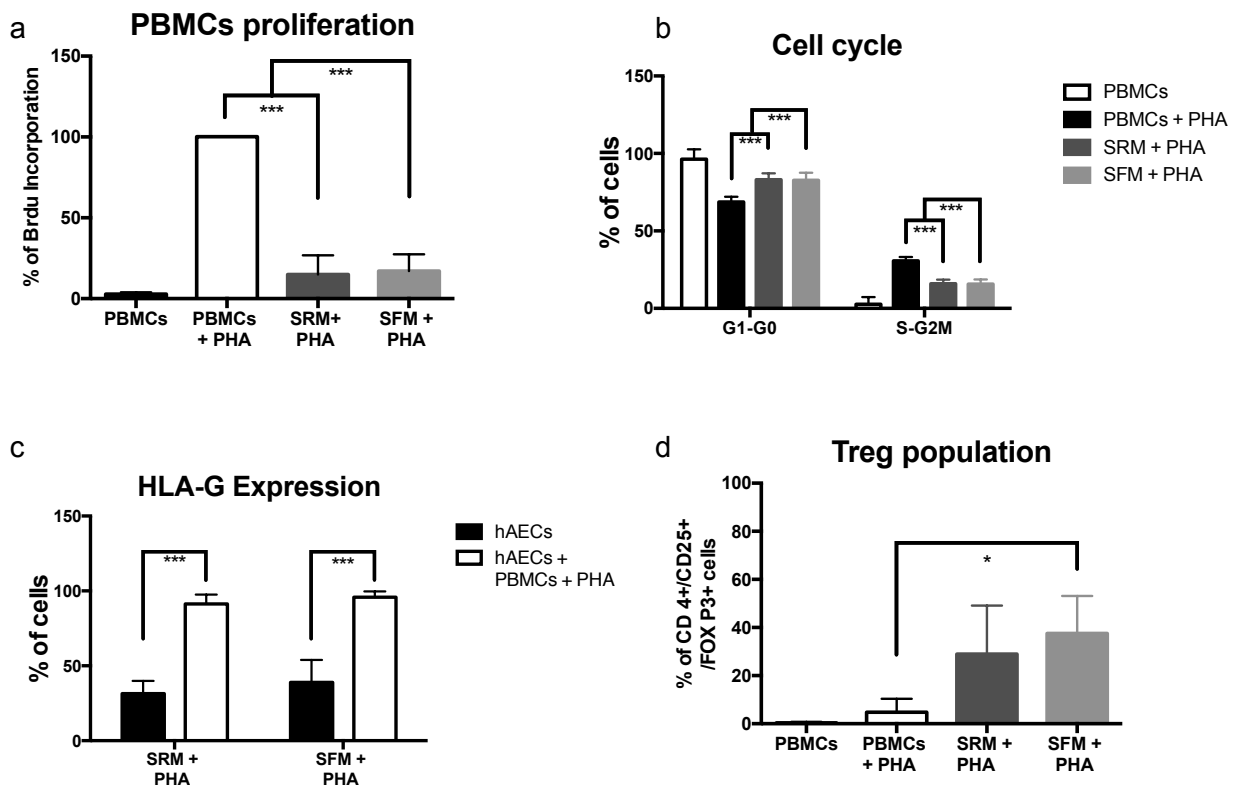 a
PBMCs proliferation
% of Brdu Incorporation
150
100
50
0
***
***
PBMCs
PBMCs
+ PHA
SRM+
PHA
SFM +
PHA
b
Cell cycle
% of cells
150
100
50
0
***
***
***
***
G1-G0
S-G2M
PBMCs
PBMCs + PHA
SRM + PHA
SFM + PHA
c
HLA-G Expression
% of cells
150
100
50
0
***
***
SRM +
PHA
SFM +
PHA
hAECs
hAECs +
PBMCs + PHA
d
Treg population
% of CD 4+/CD25+
/FOX P3+ cells
100
80
60
40
20
0
*
PBMCs
PBMCs
+ PHA
SRM +
PHA
SFM +
PHA